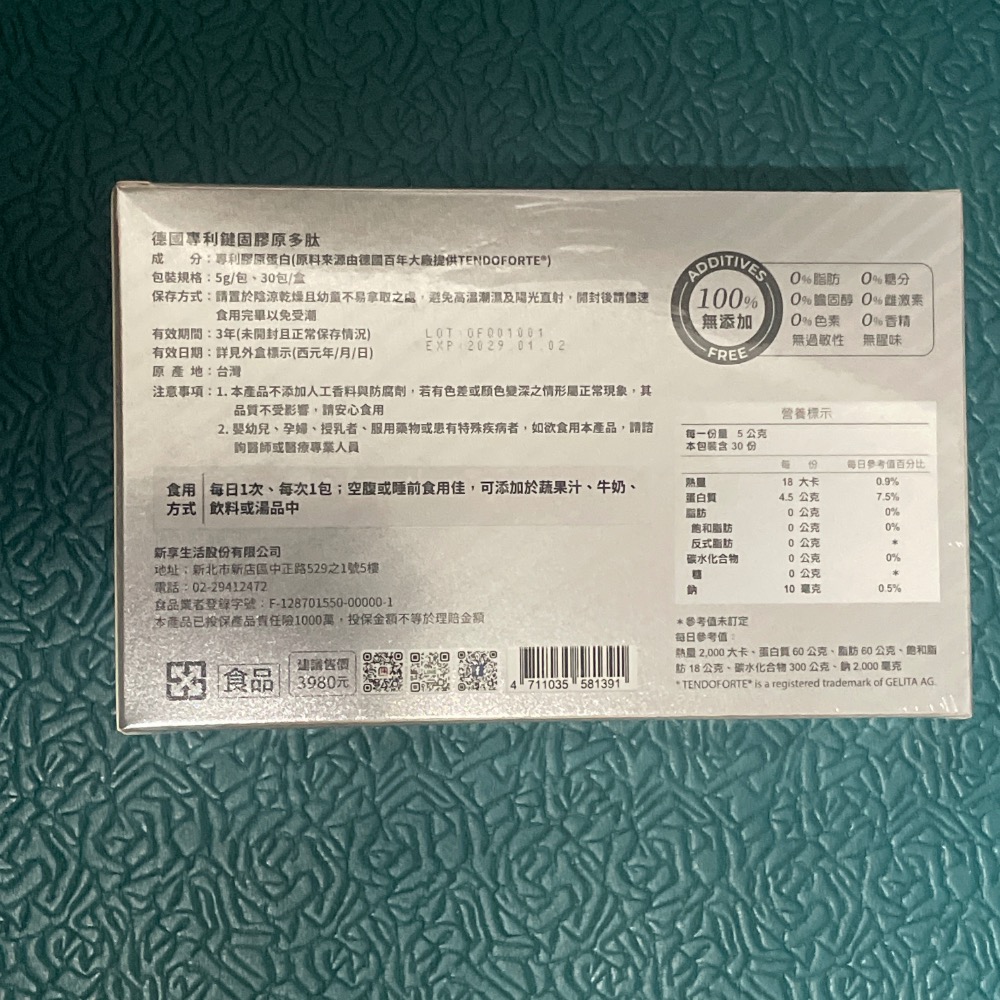 德國專利鍵固膠原多肽
成　　分：專利膠原蛋白(原料來源由德國百年大廠提供TENDOFORTE®)
包裝規格：5g/包、30包/盒
保存方式：請置於陰涼乾燥且幼童不易拿取之處，避免高溫潮濕及陽光直射，開封後請儘速
食用完畢以免受潮
有效期間：3年(未開封且正常保存情況)
有效日期：詳見外盒標示(西元年/月/日)
LOT 0F001001
EXP 2029 01 02
原 產 地：台灣
注意事項：1. 本產品不添加人工香料與防腐劑，若有色差或顏色變深之情形屬正常現象，其
品質不受影響，請安心食用
2. 嬰幼兒、孕婦、授乳者、服用藥物或患有特殊疾病者，如欲食用本產品，請諮
詢醫師或醫療專業人員
食用方式
每日1次、每次1包；空腹或睡前食用佳，可添加於蔬果汁、牛奶、
飲料或湯品中
新享生活股份有限公司
地址：新北市新店區中正路529之1號5樓
電話：02-29412472
食品業者登錄字號：F-128701550-00000-1
本產品已投保產品責任險1000萬，投保金額不等於理賠金額
食品
建議售價
3980元
4 711035 581391
ADDITIVES
100%
無添加
FREE
0%脂肪 0%糖分
0%膽固醇 0%雌激素
0%色素 0%香精
無過敏性 無腥味
營養標示
每一份量 5 公克
本包裝含 30 份
每 份 每日參考值百分比
熱量 18 大卡 0.9%
蛋白質 4.5 公克 7.5%
脂肪 0 公克 0%
飽和脂肪 0 公克 0%
反式脂肪 0 公克 *
碳水化合物 0 公克 0%
糖 0 公克 *
鈉 10 毫克 0.5%
*參考值未訂定
每日參考值：
熱量 2,000 大卡、蛋白質 60 公克、脂肪 60 公克、飽和脂
肪 18 公克、碳水化合物 300 公克、鈉 2,000 毫克
*TENDOFORTE® is a registered trademark of GELITA AG.